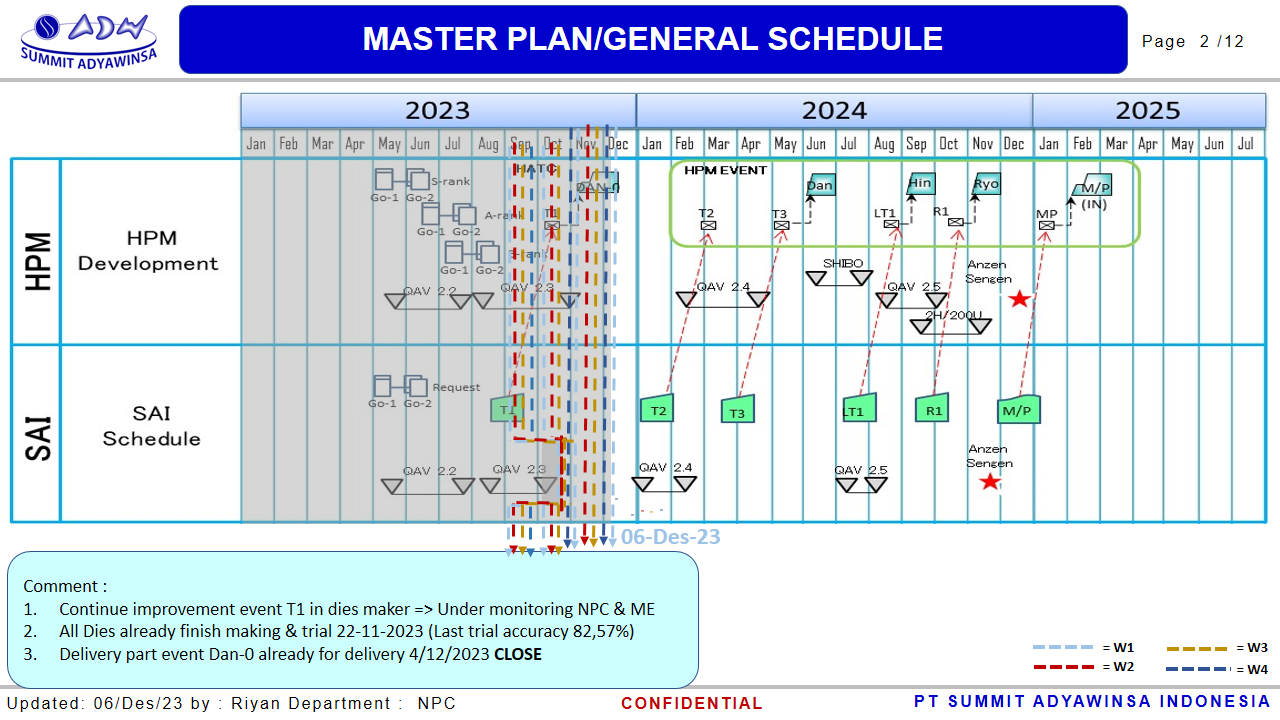 ADW
SUMMIT ADYAWINSA
MASTER PLAN/GENERAL SCHEDULE
Page 2 /12
2023 2024 2025
Jan Feb Mar Apr May Jun Jul Aug Sep Oct Nov Dec Jan Feb Mar Apr May Jun Jul Aug Sep Oct Nov Dec Jan Feb Mar Apr May Jun Jul
HPM
HPM
Development
HATC
HPM EVENT
S-rank
Go-1 Go-2
DAN 0
Dan
Hin
Ryo
M/P
(IN)
A-rank
Go-1 Go-2
T1
T2
T3
LT1
R1
MP
Go-1 Go-2
SHIBO
Anzen
Sengen
QAV 2.2
QAV 2.3
QAV 2.4
QAV 2.5
2H/200U
SAI
SAI
Schedule
Request
Go-1 Go-2
T1
T2
T3
LT1
R1
M/P
Anzen
Sengen
QAV 2.2
QAV 2.3
QAV 2.4
QAV 2.5
06-Des-23
Comment :
1. Continue improvement event T1 in dies maker => Under monitoring NPC & ME
2. All Dies already finish making & trial 22-11-2023 (Last trial accuracy 82,57%)
3. Delivery part event Dan-0 already for delivery 4/12/2023 CLOSE
= W1 = W3
= W2 = W4
Updated: 06/Des/23 by : Riyan Department : NPC
CONFIDENTIAL
PT SUMMIT ADYAWINSA INDONESIA